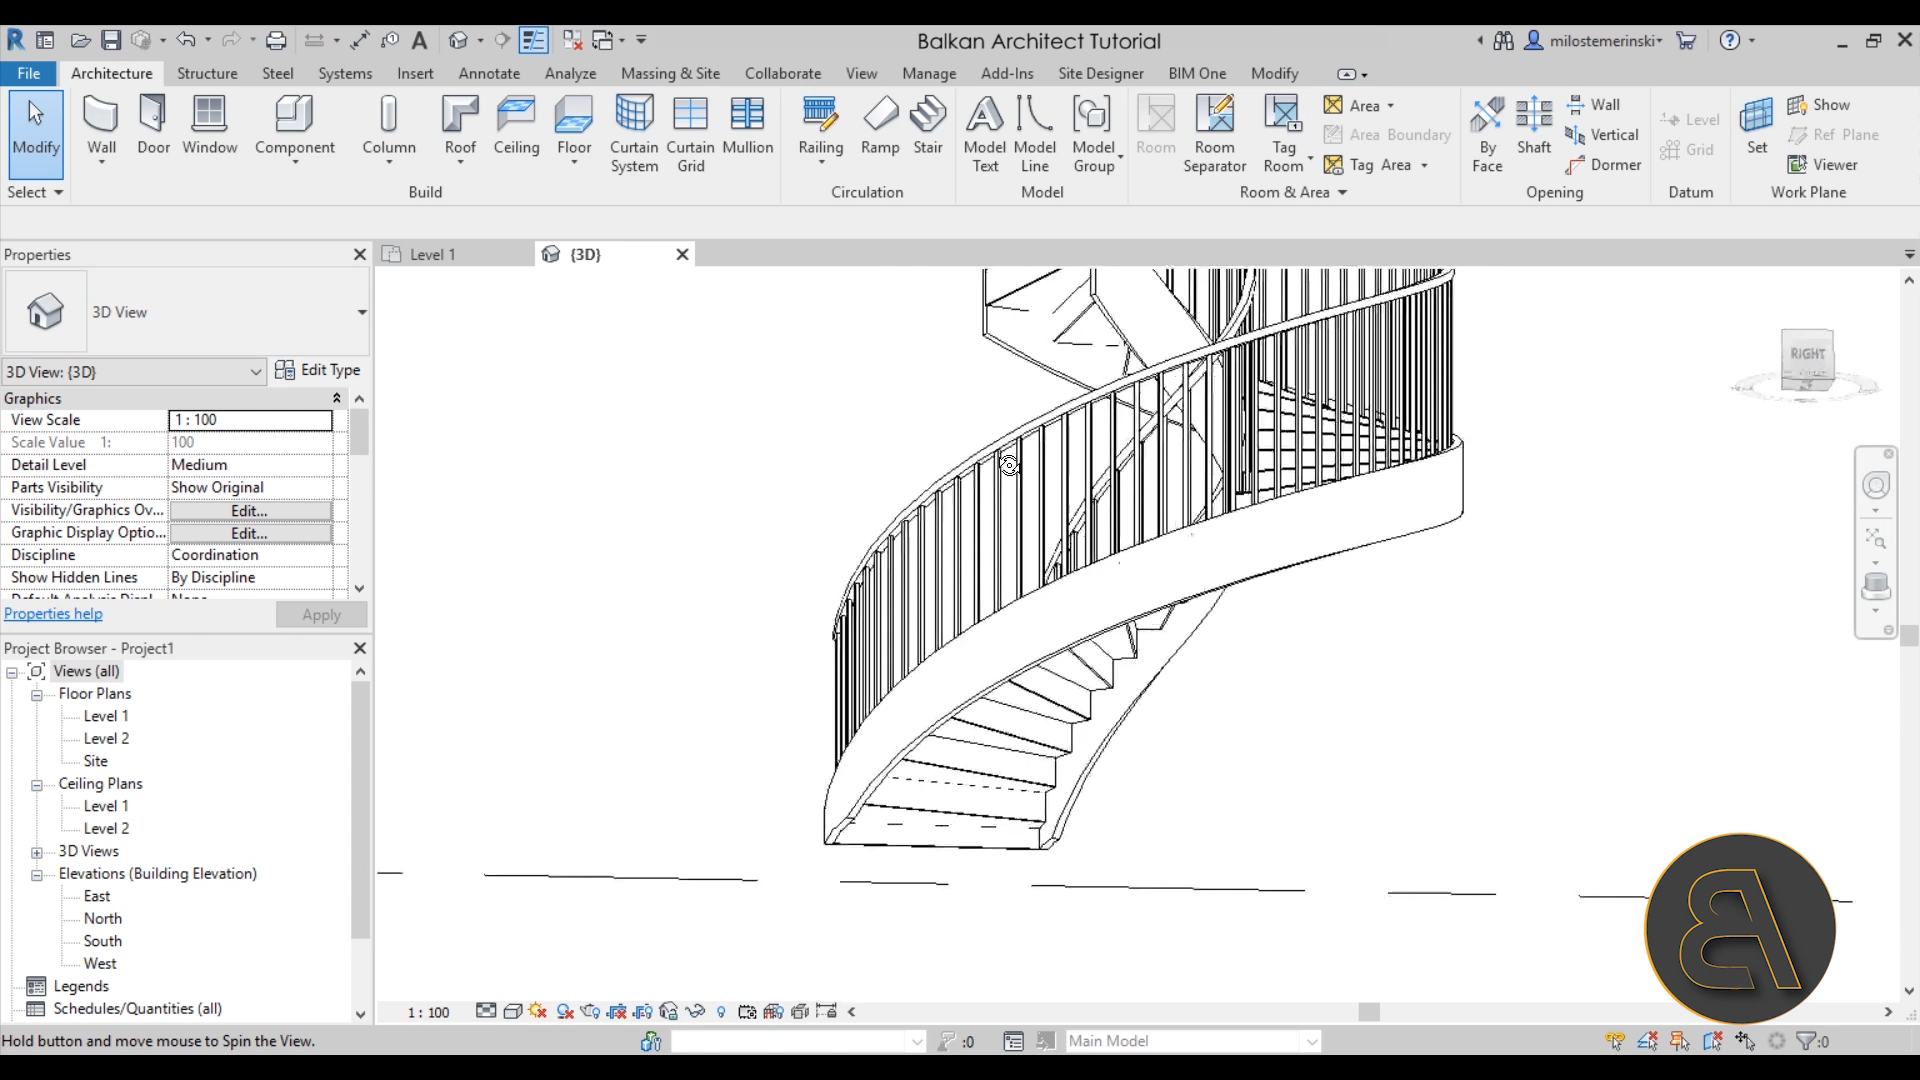 Balkan Architect Tutorial
milostemerinski
File Architecture Structure Steel Systems Insert Annotate Analyze Massing & Site Collaborate View Manage Add-Ins Site Designer BIM One Modify
Modify Wall Door Window Component Column Roof Ceiling Floor Curtain System Curtain Grid Mullion Railing Ramp Stair Model Text Model Line Model Group Room Room Separator Tag Room Area Area Boundary Tag Area By Face Shaft Wall Vertical Dormer Level Grid Set Show Ref Plane Viewer
Select Build Circulation Model Room & Area Opening Datum Work Plane
Properties
Level 1
{3D}
3D View
3D View: {3D} Edit Type
Graphics
View Scale 1 : 100
Scale Value 1: 100
Detail Level Medium
Parts Visibility Show Original
Visibility/Graphics Ov... Edit...
Graphic Display Optio... Edit...
Discipline Coordination
Show Hidden Lines By Discipline
Properties help Apply
RIGHT
Project Browser - Project1
Views (all)
Floor Plans
Level 1
Level 2
Site
Ceiling Plans
Level 1
Level 2
3D Views
Elevations (Building Elevation)
East
North
South
West
Legends
Schedules/Quantities (all)
1 : 100
Hold button and move mouse to Spin the View.
:0
Main Model
:0